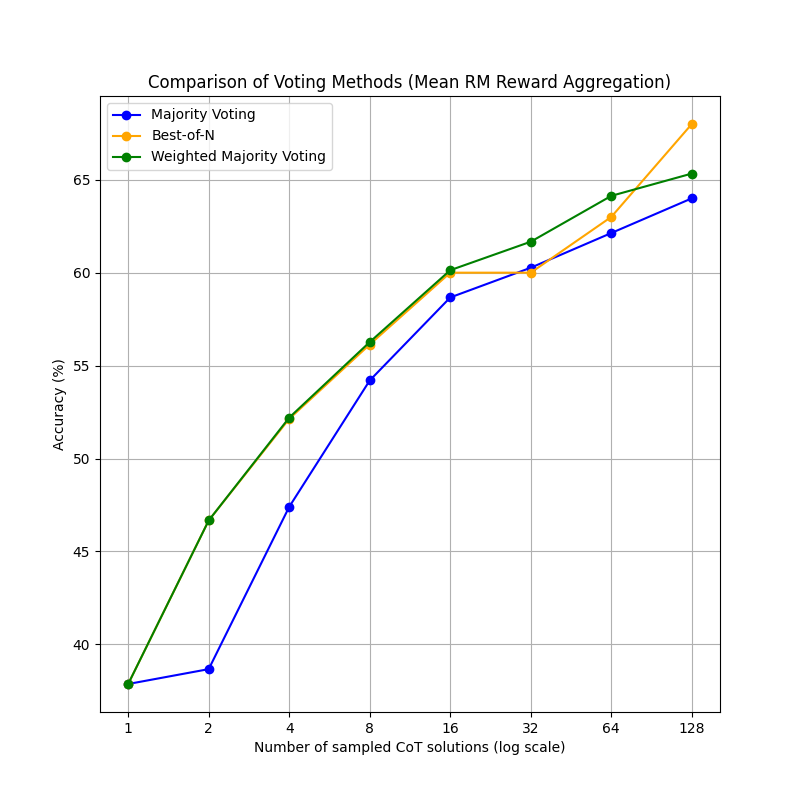 Comparison of Voting Methods (Mean RM Reward Aggregation)
Majority Voting
Best-of-N
Weighted Majority Voting
65
60
55
50
45
40
Accuracy (%)
1 2 4 8 16 32 64 128
Number of sampled CoT solutions (log scale)